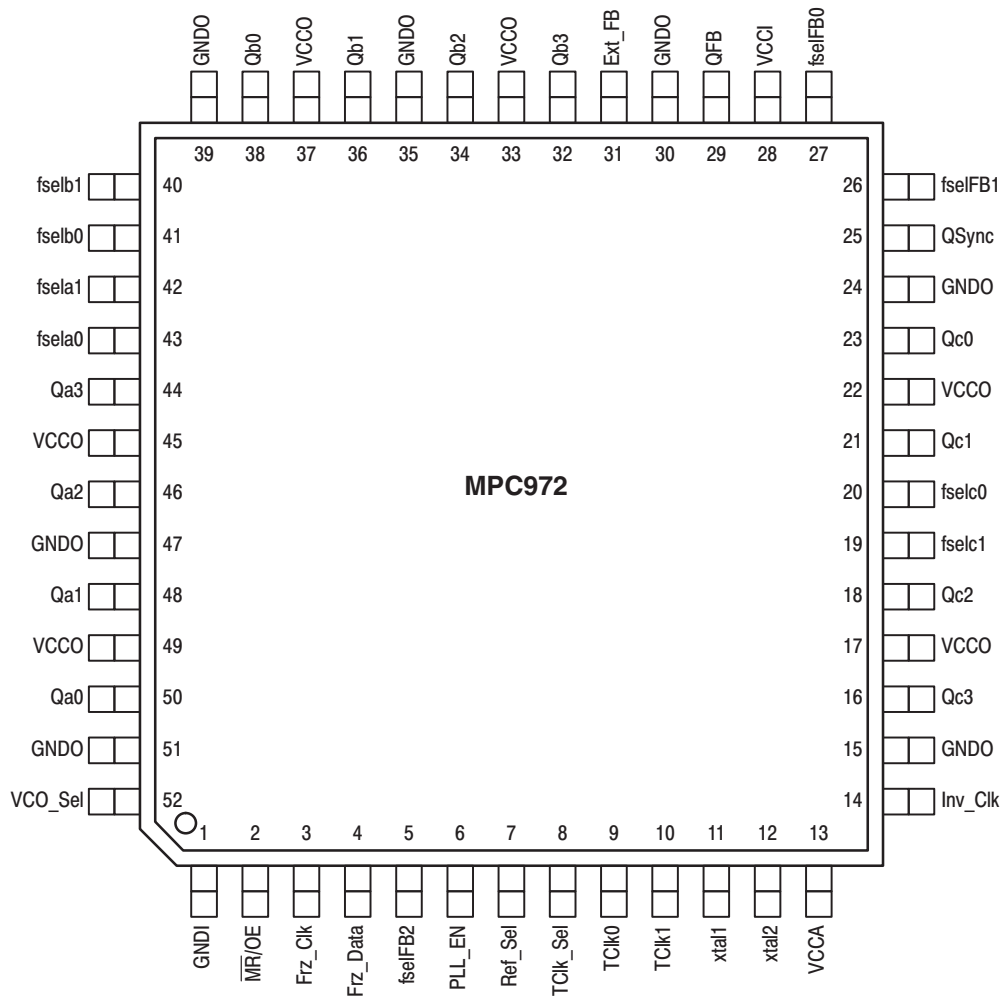 GNDO Qb0 VCCO Qb1 GNDO Qb2 VCCO Qb3 Ext_FB GNDO QFB VCCI fselFB0
39 38 37 36 35 34 33 32 31 30 29 28 27
fselb1 40 26 fselFB1
fselb0 41 25 QSync
fsela1 42 24 GNDO
fsela0 43 23 Qc0
Qa3 44 22 VCCO
VCCO 45 21 Qc1
Qa2 46 MPC972 20 fselc0
GNDO 47 19 fselc1
Qa1 48 18 Qc2
VCCO 49 17 VCCO
Qa0 50 16 Qc3
GNDO 51 15 GNDO
VCO_Sel 52 14 Inv_Clk
1 2 3 4 5 6 7 8 9 10 11 12 13
GNDI MR/OE Frz_Clk Frz_Data fselFB2 PLL_EN Ref_Sel TClk_Sel TClk0 TClk1 xtal1 xtal2 VCCA